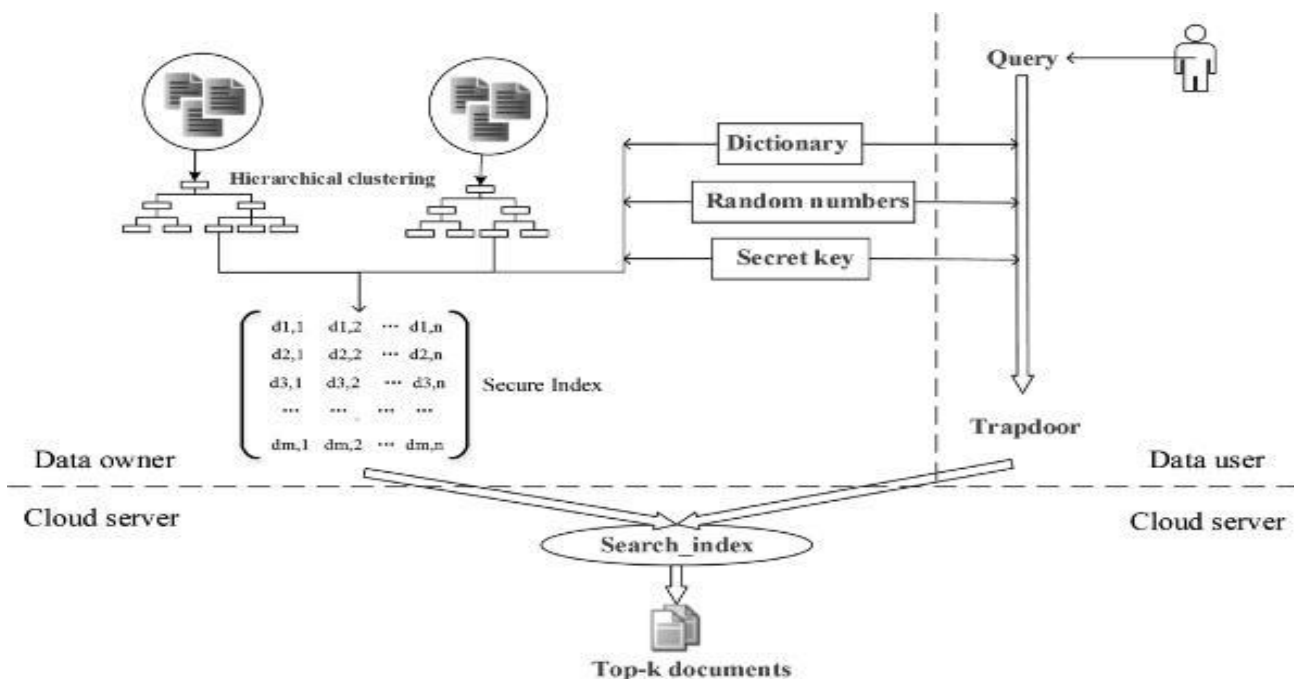 Query
Dictionary
Hierarchical clustering
Random numbers
Secret key
d1,1 d1,2 ... d1,n
d2,1 d2,2 ... d2,n
d3,1 d3,2 ... d3,n
... ... ... ...
dm,1 dm,2 ... dm,n
Secure Index
Trapdoor
Data owner
Data user
Cloud server
Cloud server
Search_index
Top-k documents